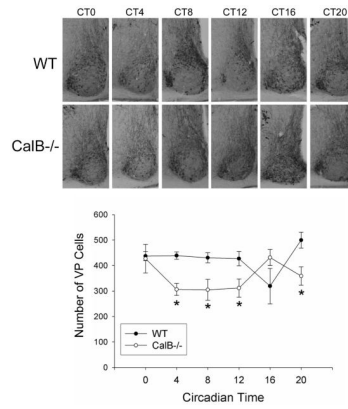 CT0 CT4 CT8 CT12 CT16 CT20
WT
CalB-/-
600
500
400
300
200
100
0
Number of VP Cells
* * * *
WT
CalB-/-
0 4 8 12 16 20
Circadian Time